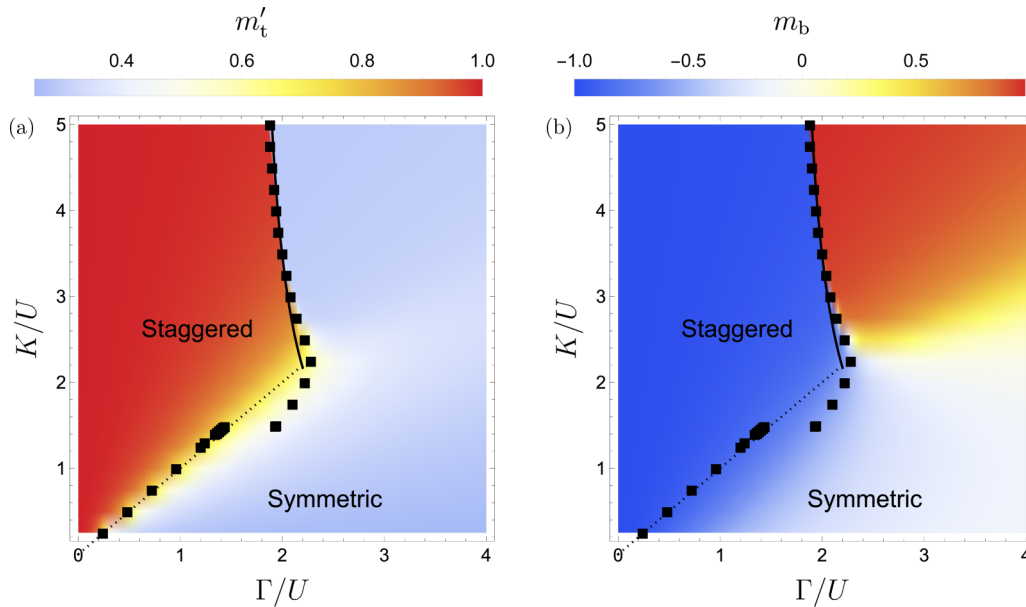 m′t mb
0.4 0.6 0.8 1.0 -1.0 -0.5 0 0.5
(a) (b)
5 5
4 4
3 3
Staggered Staggered
K/U K/U
2 2
1 1
Symmetric Symmetric
0 1 2 3 4 0 1 2 3 4
Γ/U Γ/U